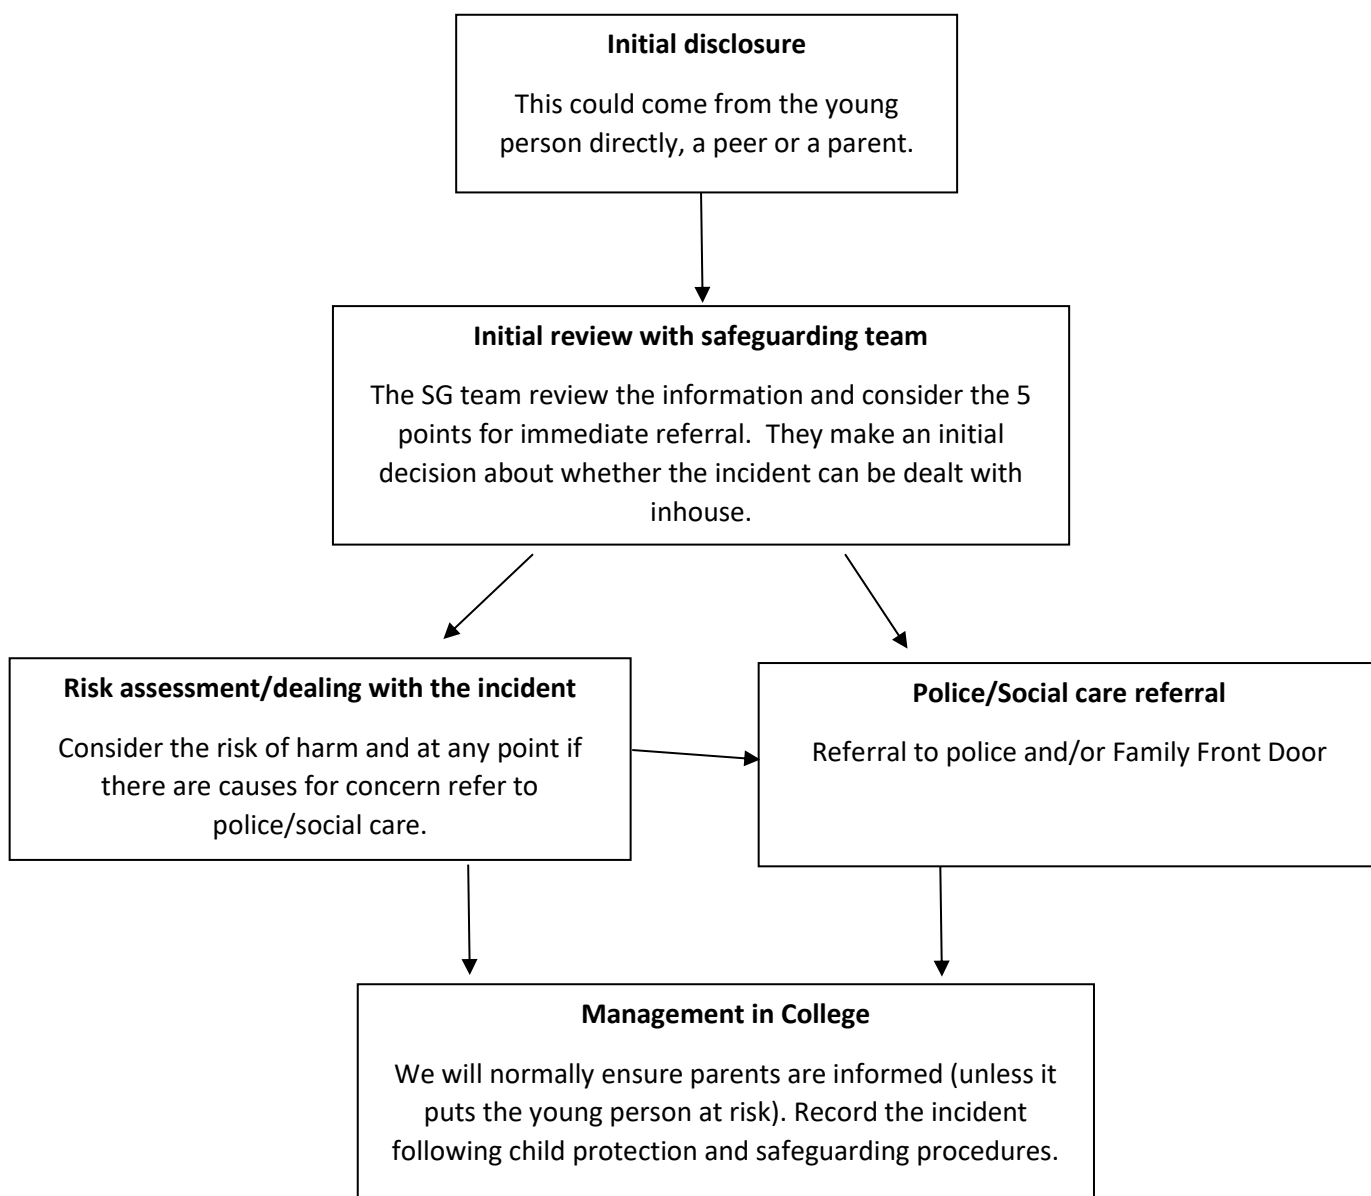 Initial disclosure
This could come from the young
person directly, a peer or a parent.
Initial review with safeguarding team
The SG team review the information and consider the 5
points for immediate referral.  They make an initial
decision about whether the incident can be dealt with
inhouse.
Risk assessment/dealing with the incident
Consider the risk of harm and at any point if
there are causes for concern refer to
police/social care.
Police/Social care referral
Referral to police and/or Family Front Door
Management in College
We will normally ensure parents are informed (unless it
puts the young person at risk). Record the incident
following child protection and safeguarding procedures.